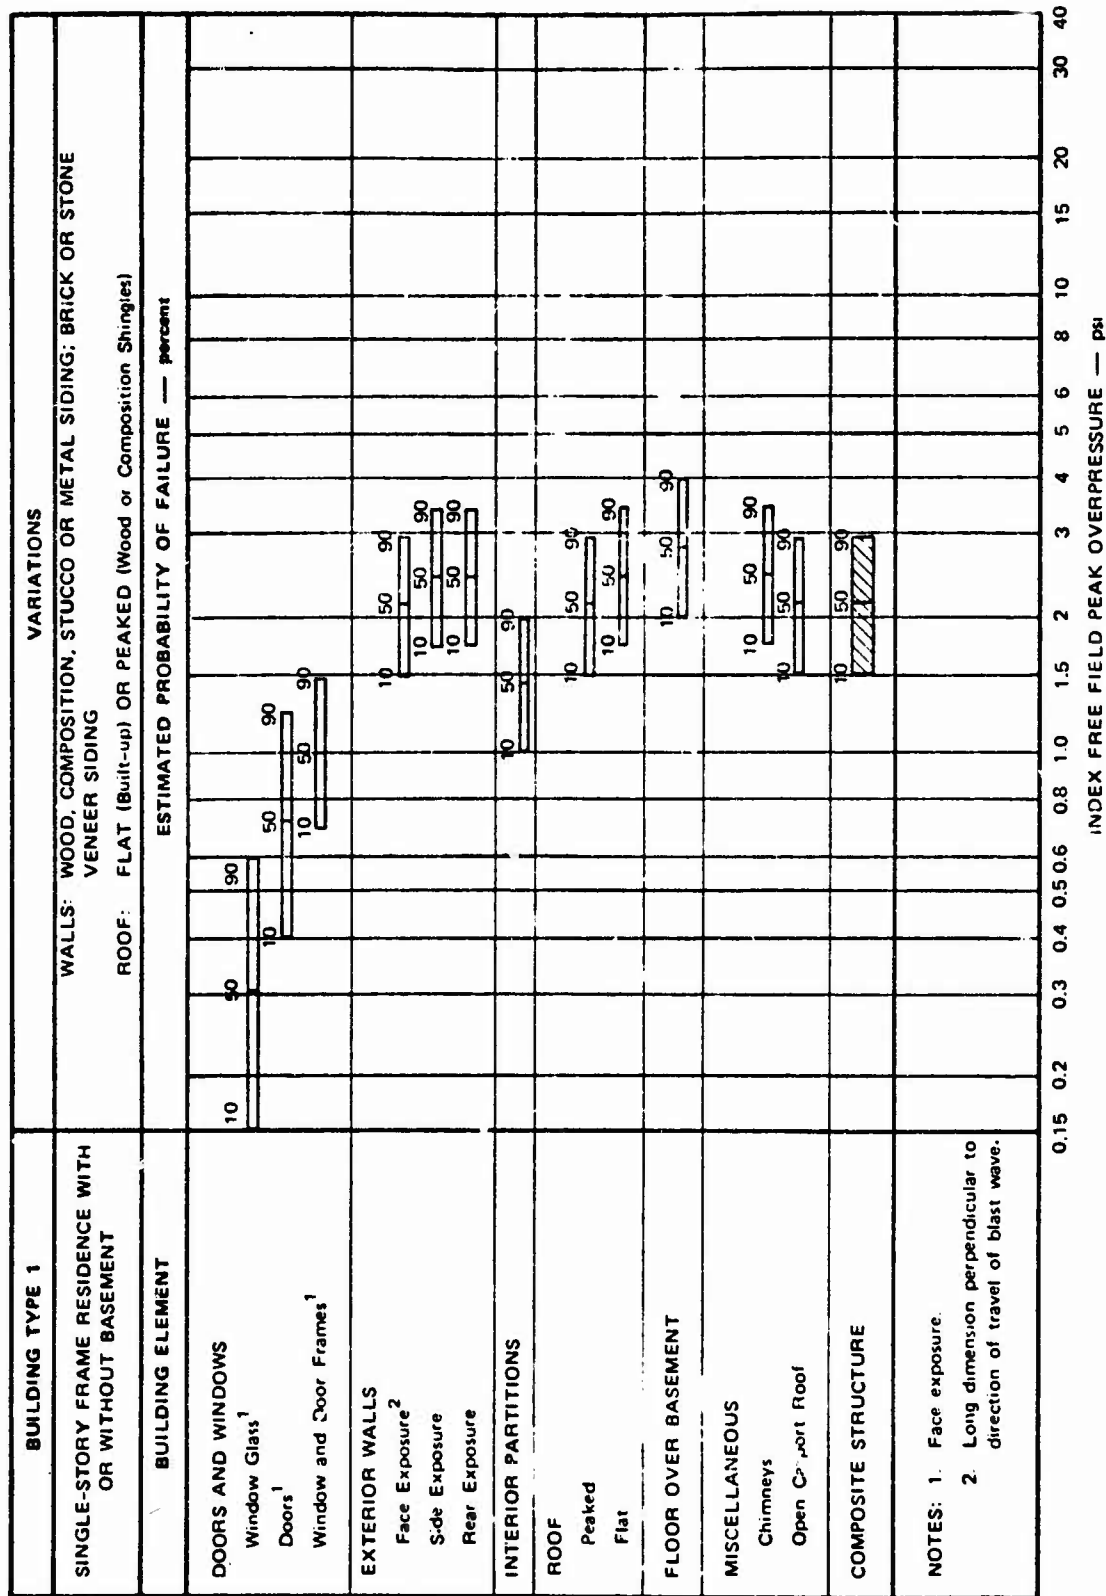 BUILDING TYPE 1
VARIATIONS
SINGLE-STORY FRAME RESIDENCE WITH
OR WITHOUT BASEMENT
WALLS: WOOD, COMPOSITION, STUCCO OR METAL SIDING; BRICK OR STONE
VENEER SIDING
ROOF: FLAT (Built-up) OR PEAKED (Wood or Composition Shingles)
BUILDING ELEMENT
ESTIMATED PROBABILITY OF FAILURE — percent
DOORS AND WINDOWS
Window Glass1 10 50 90
Doors1 10 50 90
Window and Door Frames1 10 50 90
EXTERIOR WALLS
Face Exposure2 10 50 90
Side Exposure 10 50 90
Rear Exposure 10 50 90
INTERIOR PARTITIONS 10 50 90
ROOF
Peaked 10 50 90
Flat 10 50 90
FLOOR OVER BASEMENT 10 50 90
MISCELLANEOUS
Chimneys 10 50 90
Open Carport Roof 10 50 90
COMPOSITE STRUCTURE 10 50 90
NOTES: 1. Face exposure.
2. Long dimension perpendicular to
direction of travel of blast wave.
0.15 0.2 0.3 0.4 0.5 0.6 0.8 1.0 1.5 2 3 4 5 6 8 10 15 20 30 40
INDEX FREE FIELD PEAK OVERPRESSURE — psi